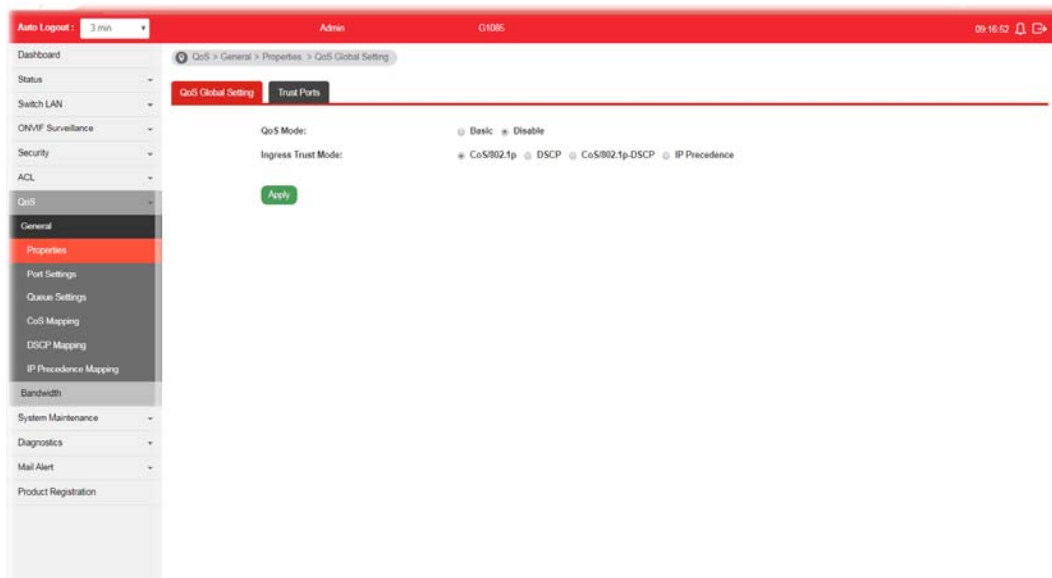 Auto Logout : 3 min Admin G1085 09:16:52
Dashboard
Status
Switch LAN
ONVIF Surveillance
Security
ACL
QoS
General
Properties
Port Settings
Queue Settings
CoS Mapping
DSCP Mapping
IP Precedence Mapping
Bandwidth
System Maintenance
Diagnostics
Mail Alert
Product Registration
QoS > General > Properties > QoS Global Setting
QoS Global Setting Trust Ports
QoS Mode: Basic Disable
Ingress Trust Mode: CoS/802.1p DSCP CoS/802.1p-DSCP IP Precedence
Apply